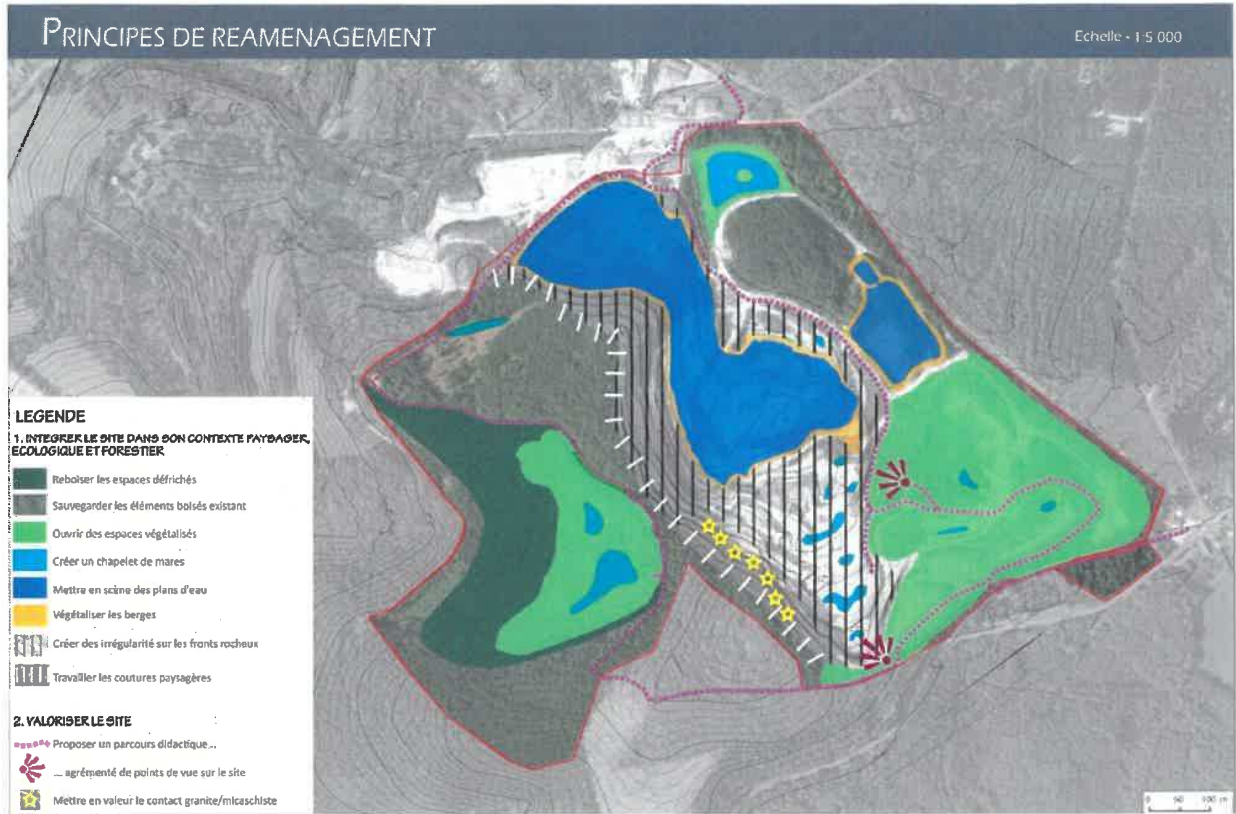 PRINCIPES DE REAMENAGEMENT
Echelle - 1:5 000
LEGENDE
1. INTEGRER LE SITE DANS SON CONTEXTE PAYSAGER,
ECOLOGIQUE ET FORESTIER
Reboiser les espaces défrichés
Sauvegarder les éléments boisés existant
Ouvrir des espaces végétalisés
Créer un chapelet de mares
Mettre en scène des plans d'eau
Végétaliser les berges
Créer des irrégularité sur les fronts rocheux
Travailler les coutures paysagères
2. VALORISER LE SITE
Proposer un parcours didactique...
... agrémenté de points de vue sur le site
Mettre en valeur le contact granite/micaschiste
0 50 100 m